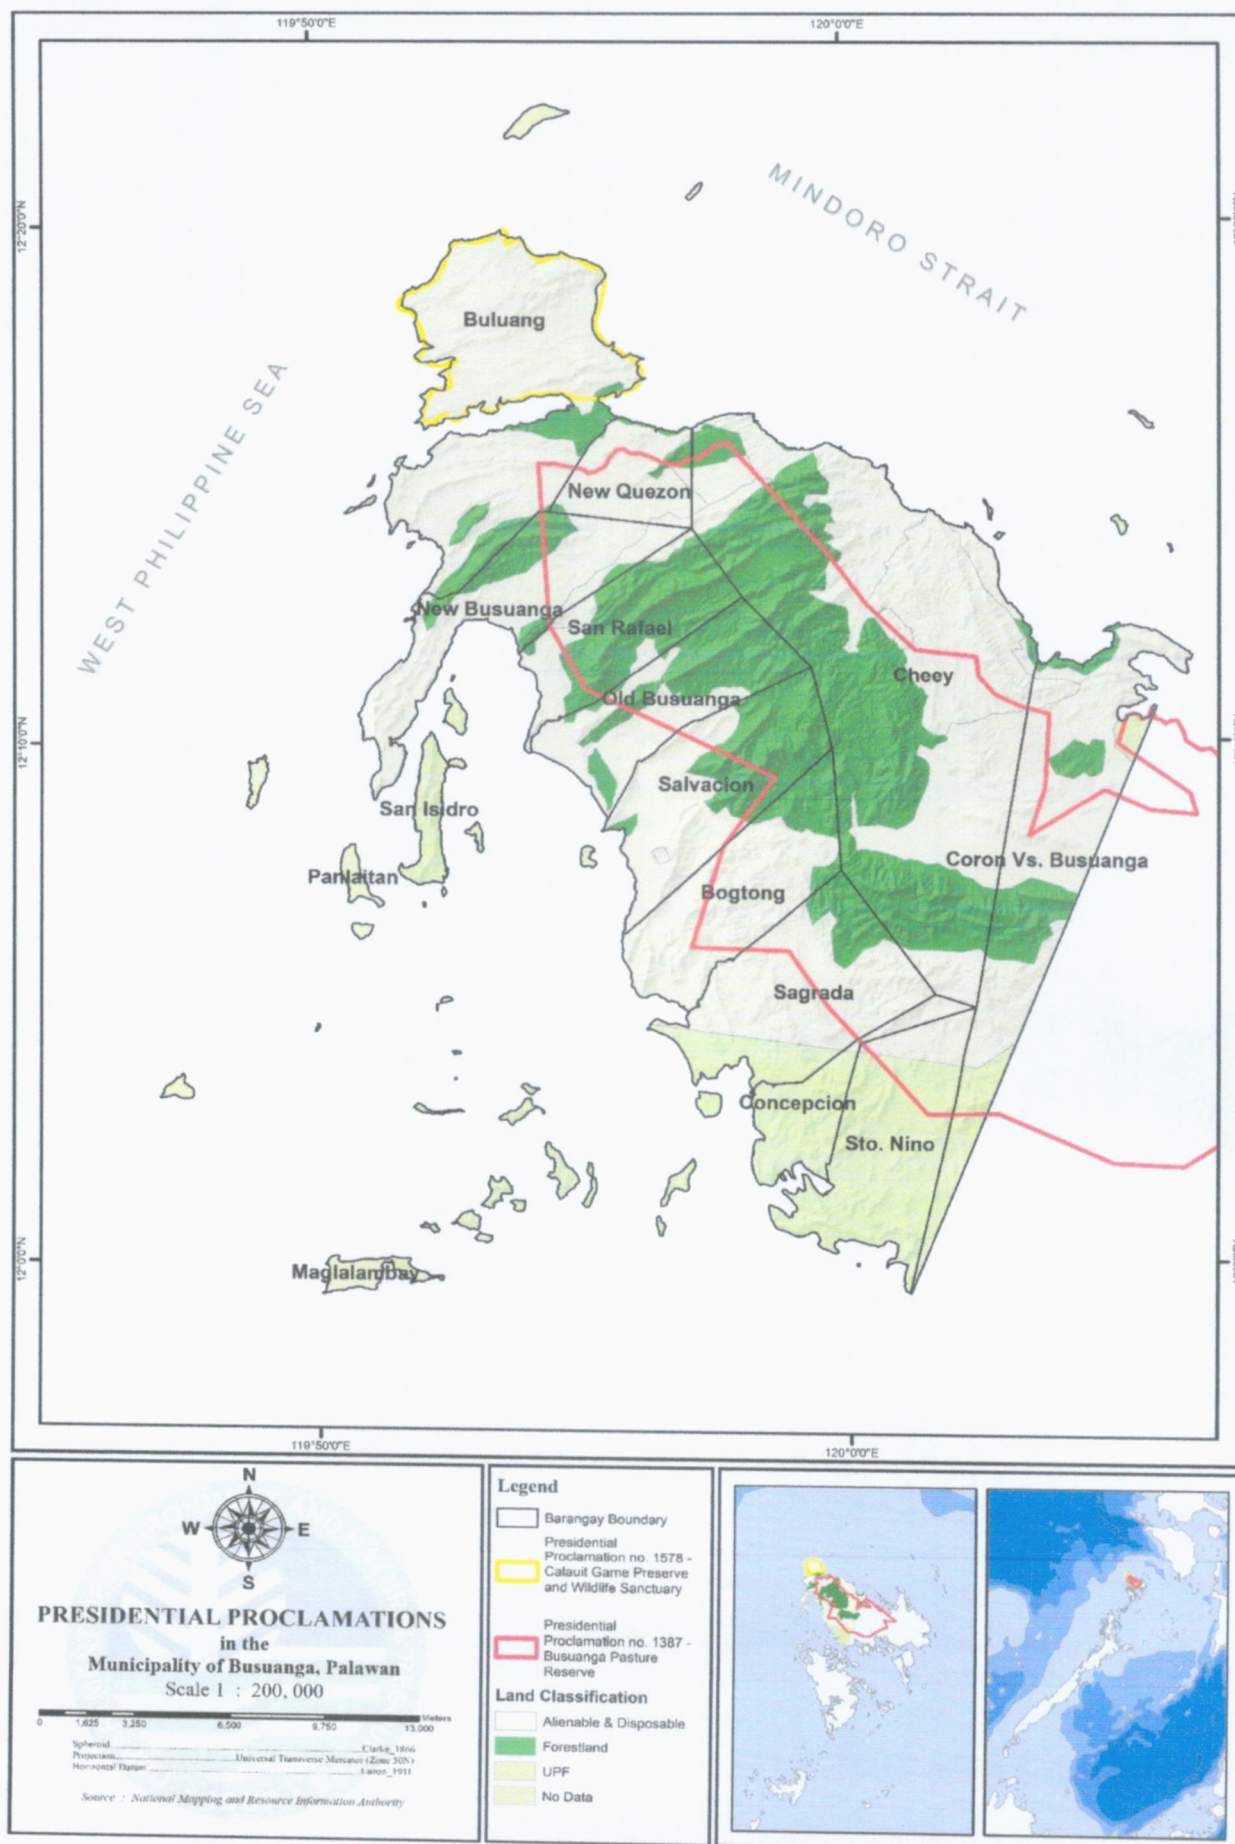 119°50'0"E
120°0'0"E
12°20'0"N
MINDORO STRAIT
Buluang
WEST PHILIPPINE SEA
New Quezon
New Busuanga
San Rafael
Cheey
Old Busuanga
12°10'0"N
Salvacion
San Isidro
Coron Vs. Busuanga
Panlaitan
Bogtong
Sagrada
Concepcion
Sto. Nino
12°0'0"N
Maglalambay
119°50'0"E
120°0'0"E
N
W
E
S
PRESIDENTIAL PROCLAMATIONS
in the
Municipality of Busuanga, Palawan
Scale 1 : 200, 000
Meters
0 1,625 3,250 6,500 9,750 13,000
Spheroid Clarke_1866
Projection Universal Transverse Mercator (Zone 50N)
Horizontal Datum Luzon_1911
Source : National Mapping and Resource Information Authority
Legend
Barangay Boundary
Presidential
Proclamation no. 1578 -
Calauit Game Preserve
and Wildlife Sanctuary
Presidential
Proclamation no. 1387 -
Busuanga Pasture
Reserve
Land Classification
Alienable & Disposable
Forestland
UPF
No Data